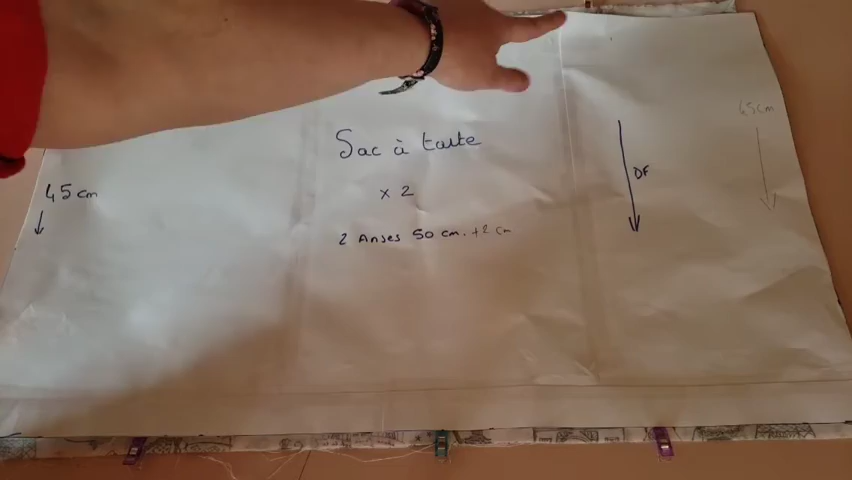 Sac à tarte
45 cm
x 2
DF
45cm
2 Anses 50 cm. +2 cm